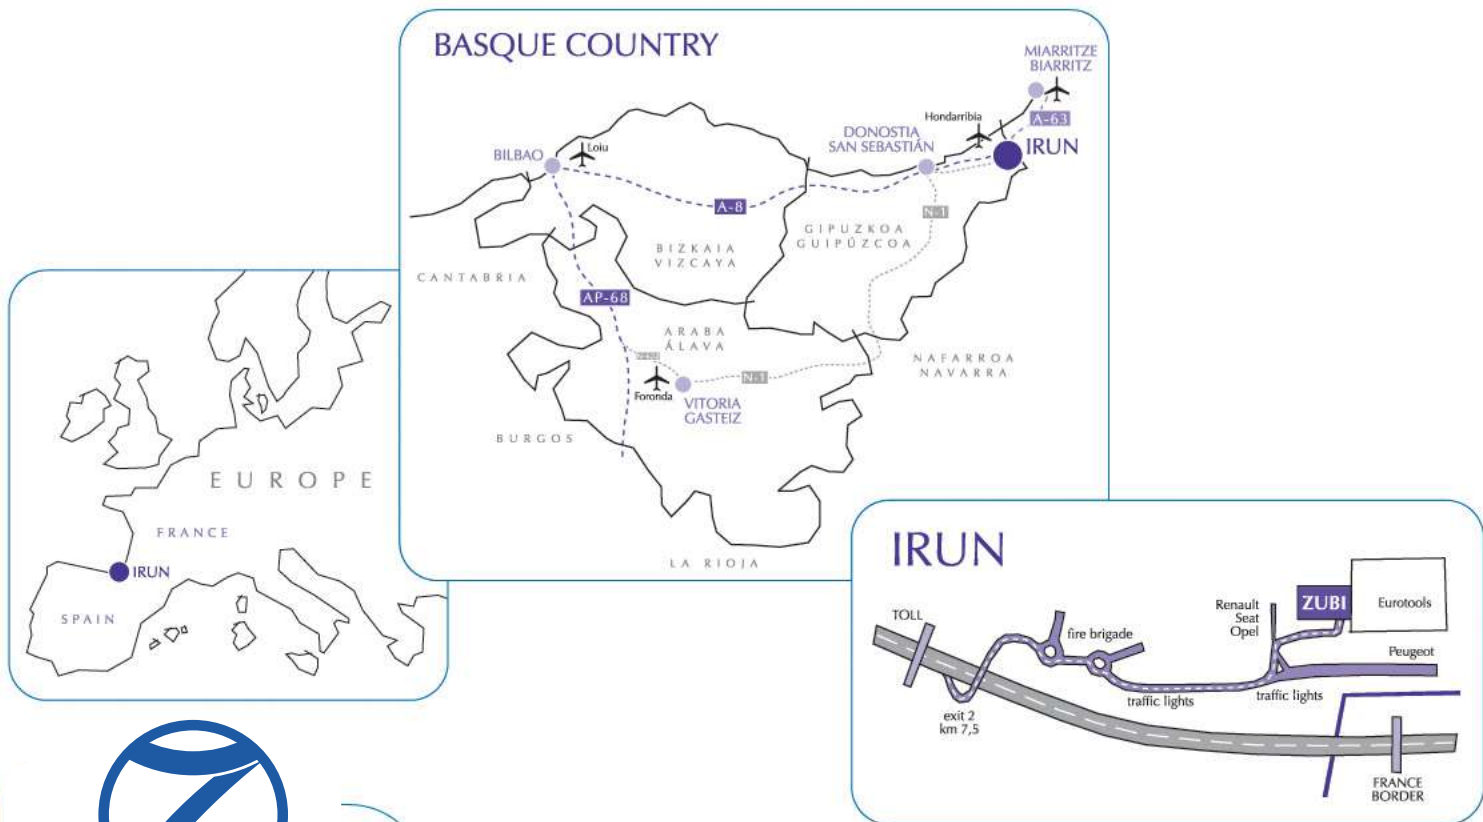 BASQUE COUNTRY
MIARRITZE
BIARRITZ
A-63
Hondarribia
IRUN
DONOSTIA
SAN SEBASTIÁN
BILBAO
Loiu
A-8
N-1
GIPUZKOA
GUIPÚZCOA
BIZKAIA
VIZCAYA
CANTABRIA
AP-68
ARABA
ÁLAVA
NAFARROA
NAVARRA
N-1
Foronda
VITORIA
GASTEIZ
BURGOS
LA RIOJA
EUROPE
FRANCE
IRUN
SPAIN
IRUN
TOLL
fire brigade
Renault
Seat
Opel
ZUBI
Eurotools
Peugeot
traffic lights
traffic lights
exit 2
km 7,5
FRANCE
BORDER